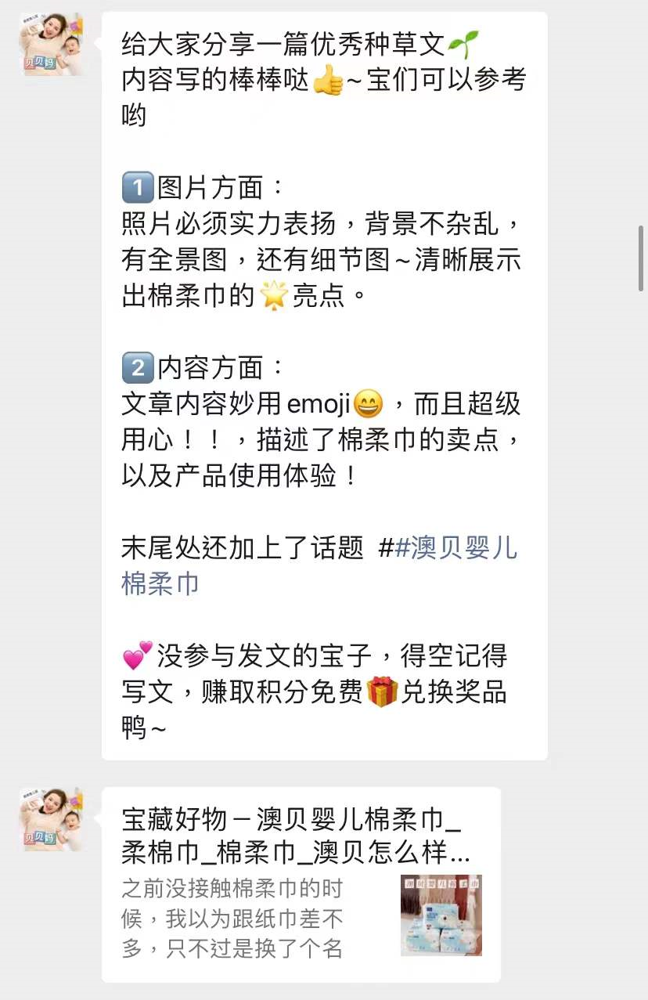 给大家分享一篇优秀种草文🌱
内容写的棒棒哒👍~宝们可以参考
哟
1️⃣图片方面：
照片必须实力表扬，背景不杂乱，
有全景图，还有细节图~清晰展示
出棉柔巾的🌟亮点。
2️⃣内容方面：
文章内容妙用emoji😄，而且超级
用心！！，描述了棉柔巾的卖点，
以及产品使用体验！
末尾处还加上了话题 ##澳贝婴儿
棉柔巾
💕没参与发文的宝子，得空记得
写文，赚取积分免费🎁兑换奖品
鸭~
贝贝妈
宝藏好物－澳贝婴儿棉柔巾_
柔棉巾_棉柔巾_澳贝怎么样...
之前没接触棉柔巾的时
候，我以为跟纸巾差不
多，只不过是换了个名
澳贝婴儿棉柔巾
贝贝妈